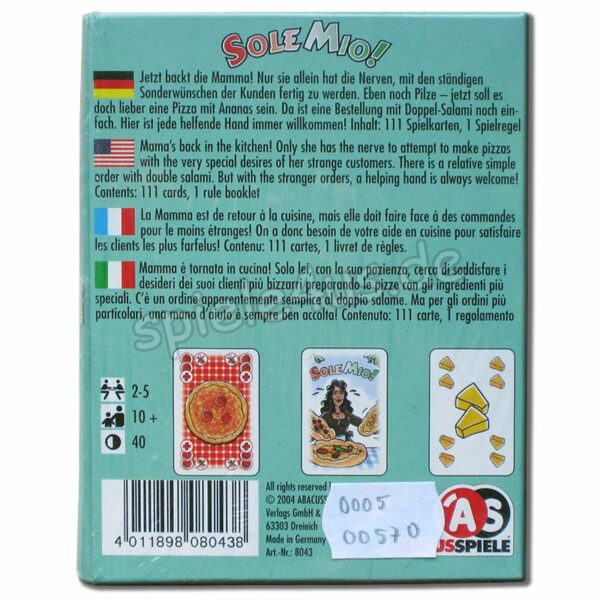 SOLE MIO!
Jetzt backt die Mamma! Nur sie allein hat die Nerven, mit den ständigen
Sonderwünschen der Kunden fertig zu werden. Eben noch Pilze – jetzt soll es
doch lieber eine Pizza mit Ananas sein. Da ist eine Bestellung mit Doppel-Salami noch ein-
fach. Hier ist jede helfende Hand immer willkommen! Inhalt: 111 Spielkarten, 1 Spielregel
Mama's back in the kitchen! Only she has the nerve to attempt to make pizzas
with the very special desires of her strange customers. There is a relative simple
order with double salami. But with the stranger orders, a helping hand is always welcome!
Contents: 111 cards, 1 rule booklet
La Mamma est de retour à la cuisine, mais elle doit faire face à des commandes
pour le moins étranges! On a donc besoin de votre aide en cuisine pour satisfaire
les clients les plus farfelus! Contenu: 111 cartes, 1 livret de règles.
Mamma è tornata in cucina! Solo lei, con la sua pazienza, cerca di soddisfare i
desideri dei suoi clienti più bizzarri preparando le pizze con gli ingredienti più
speciali. C'è un ordine apparentemente semplice a doppio salame. Ma per gli ordini più
particolari, una mano d'aiuto è sempre ben accolta! Contenuto: 111 carte, 1 regolamento
spiele4us.de
2-5
10 +
40
SOLE MIO!
All rights reserved
© 2004 ABACUSS
Verlags GmbH &
63303 Dreieich
Made in Germany
Art.-Nr.: 8043
4 011898 080438
0005
00570
AS
USSPIELE